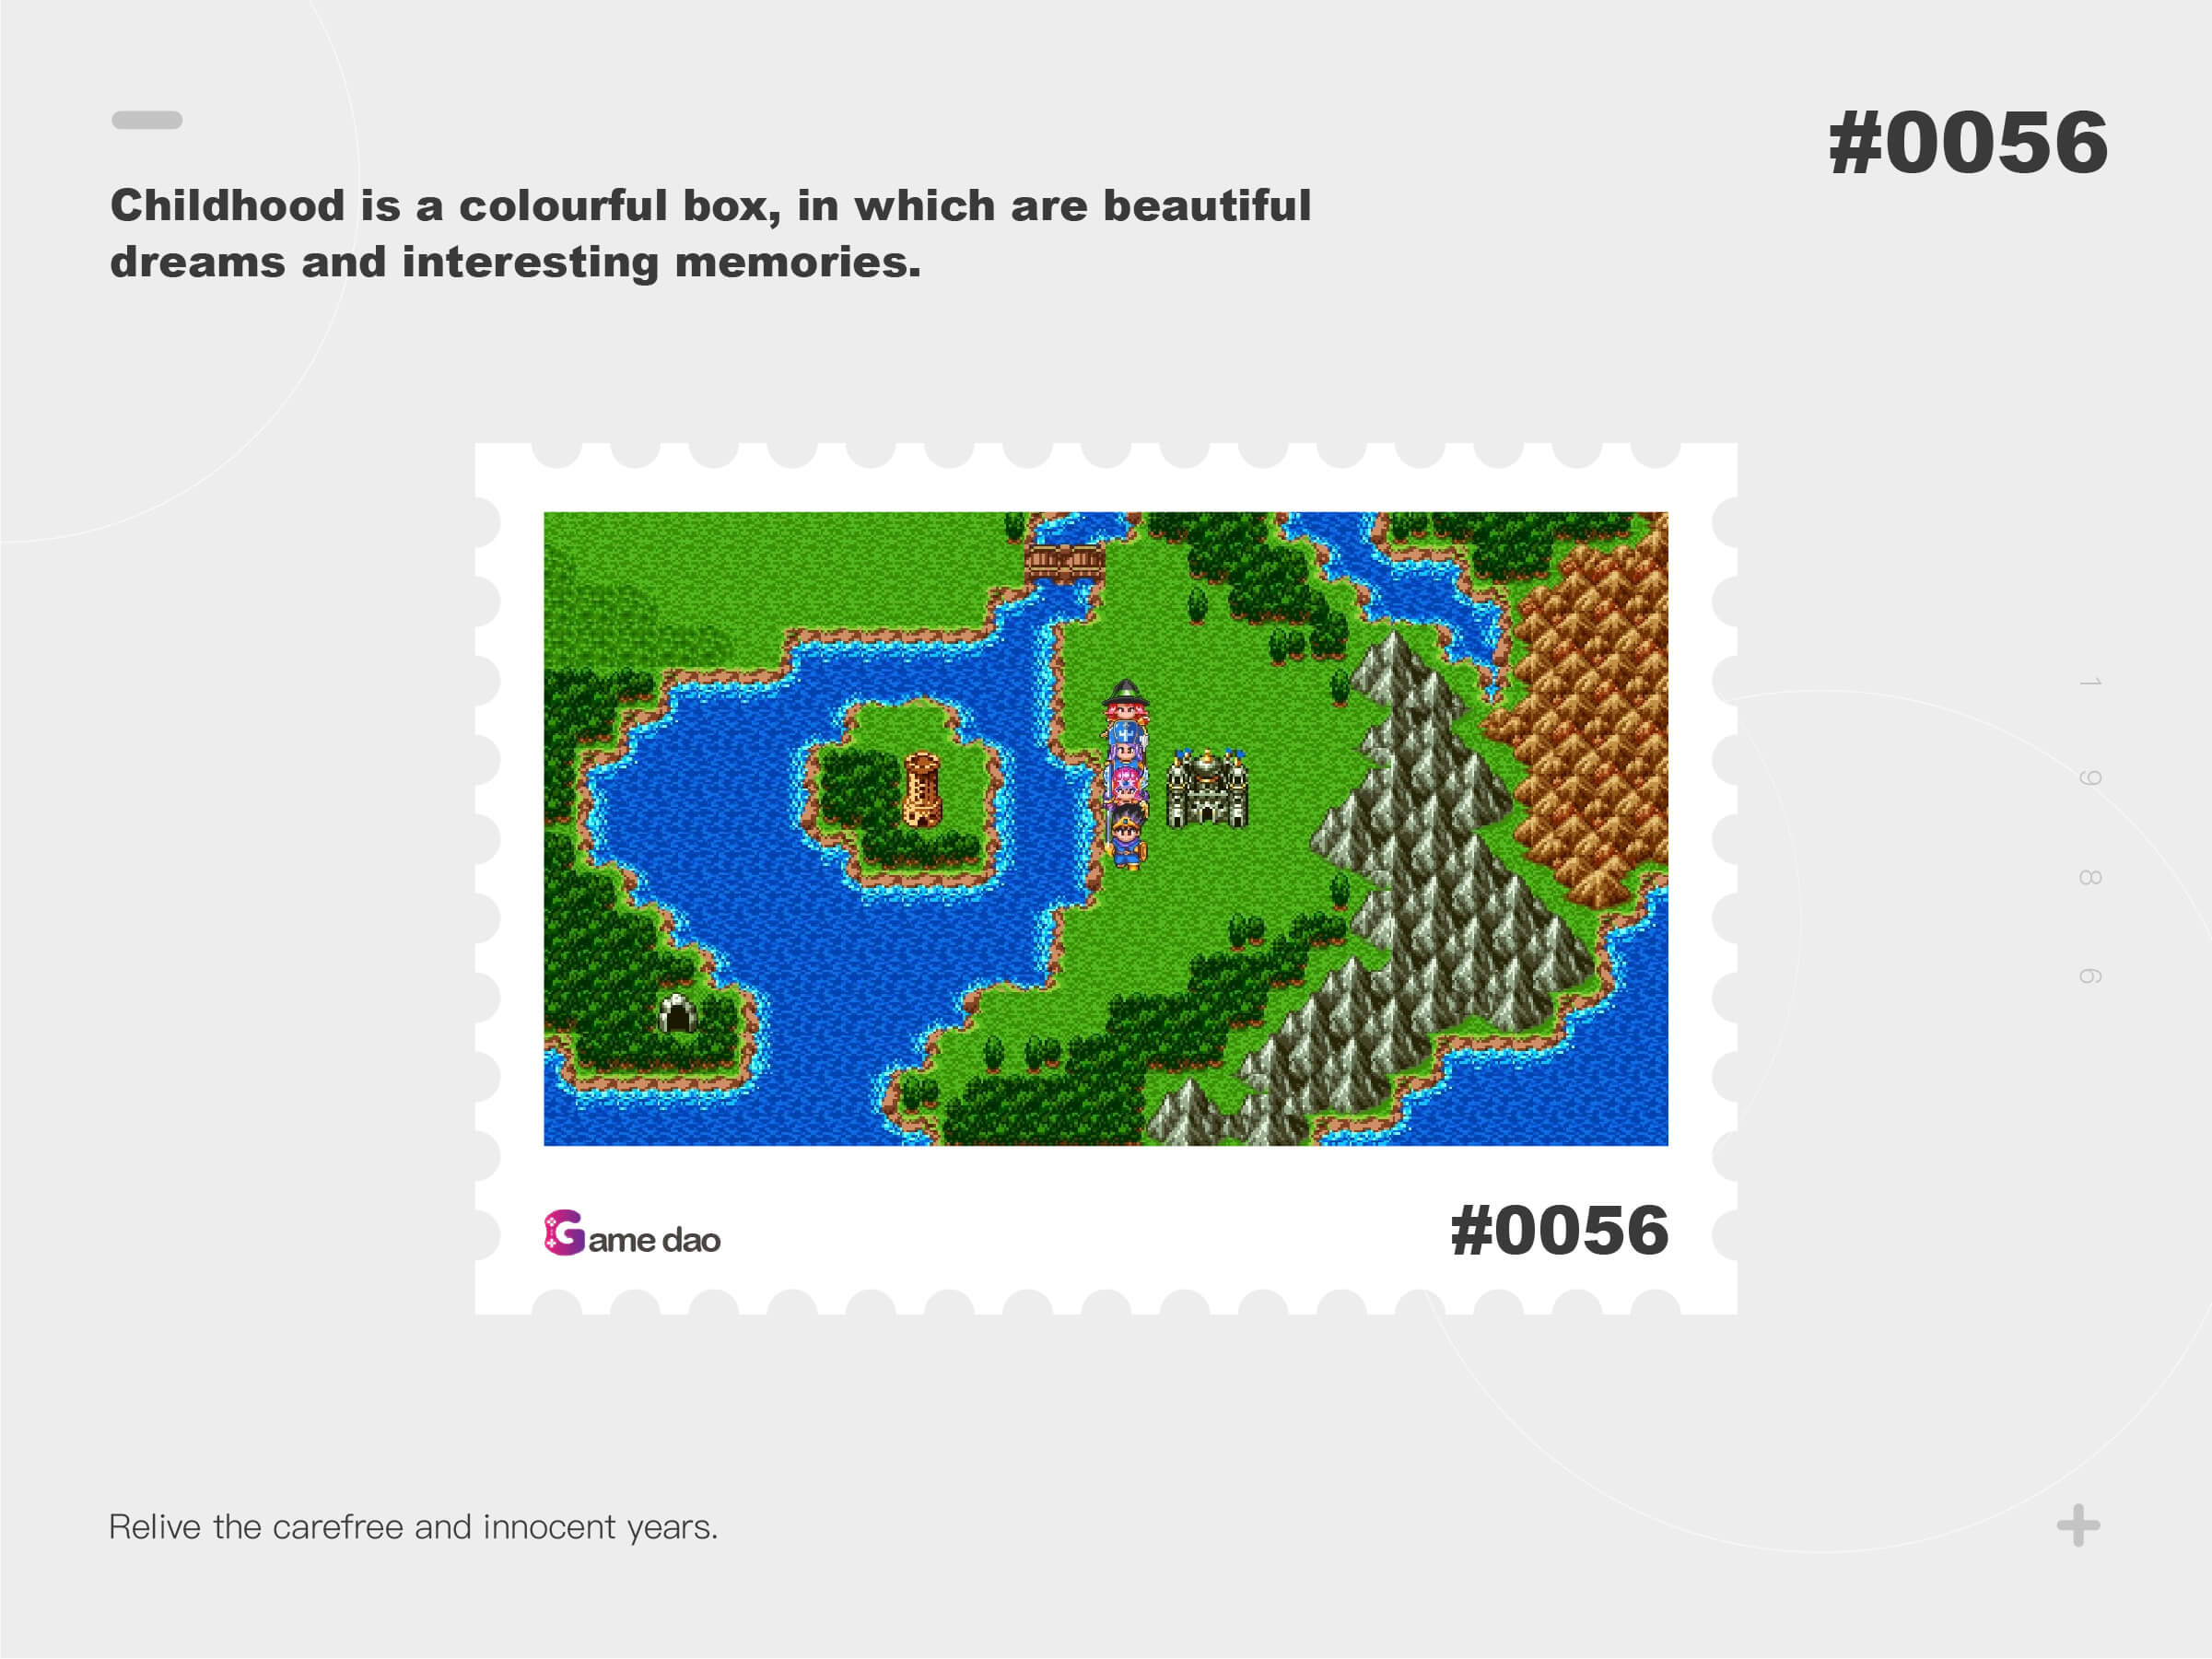 #0056
Childhood is a colourful box, in which are beautiful
dreams and interesting memories.
1 9 8 6
Game dao
#0056
Relive the carefree and innocent years.